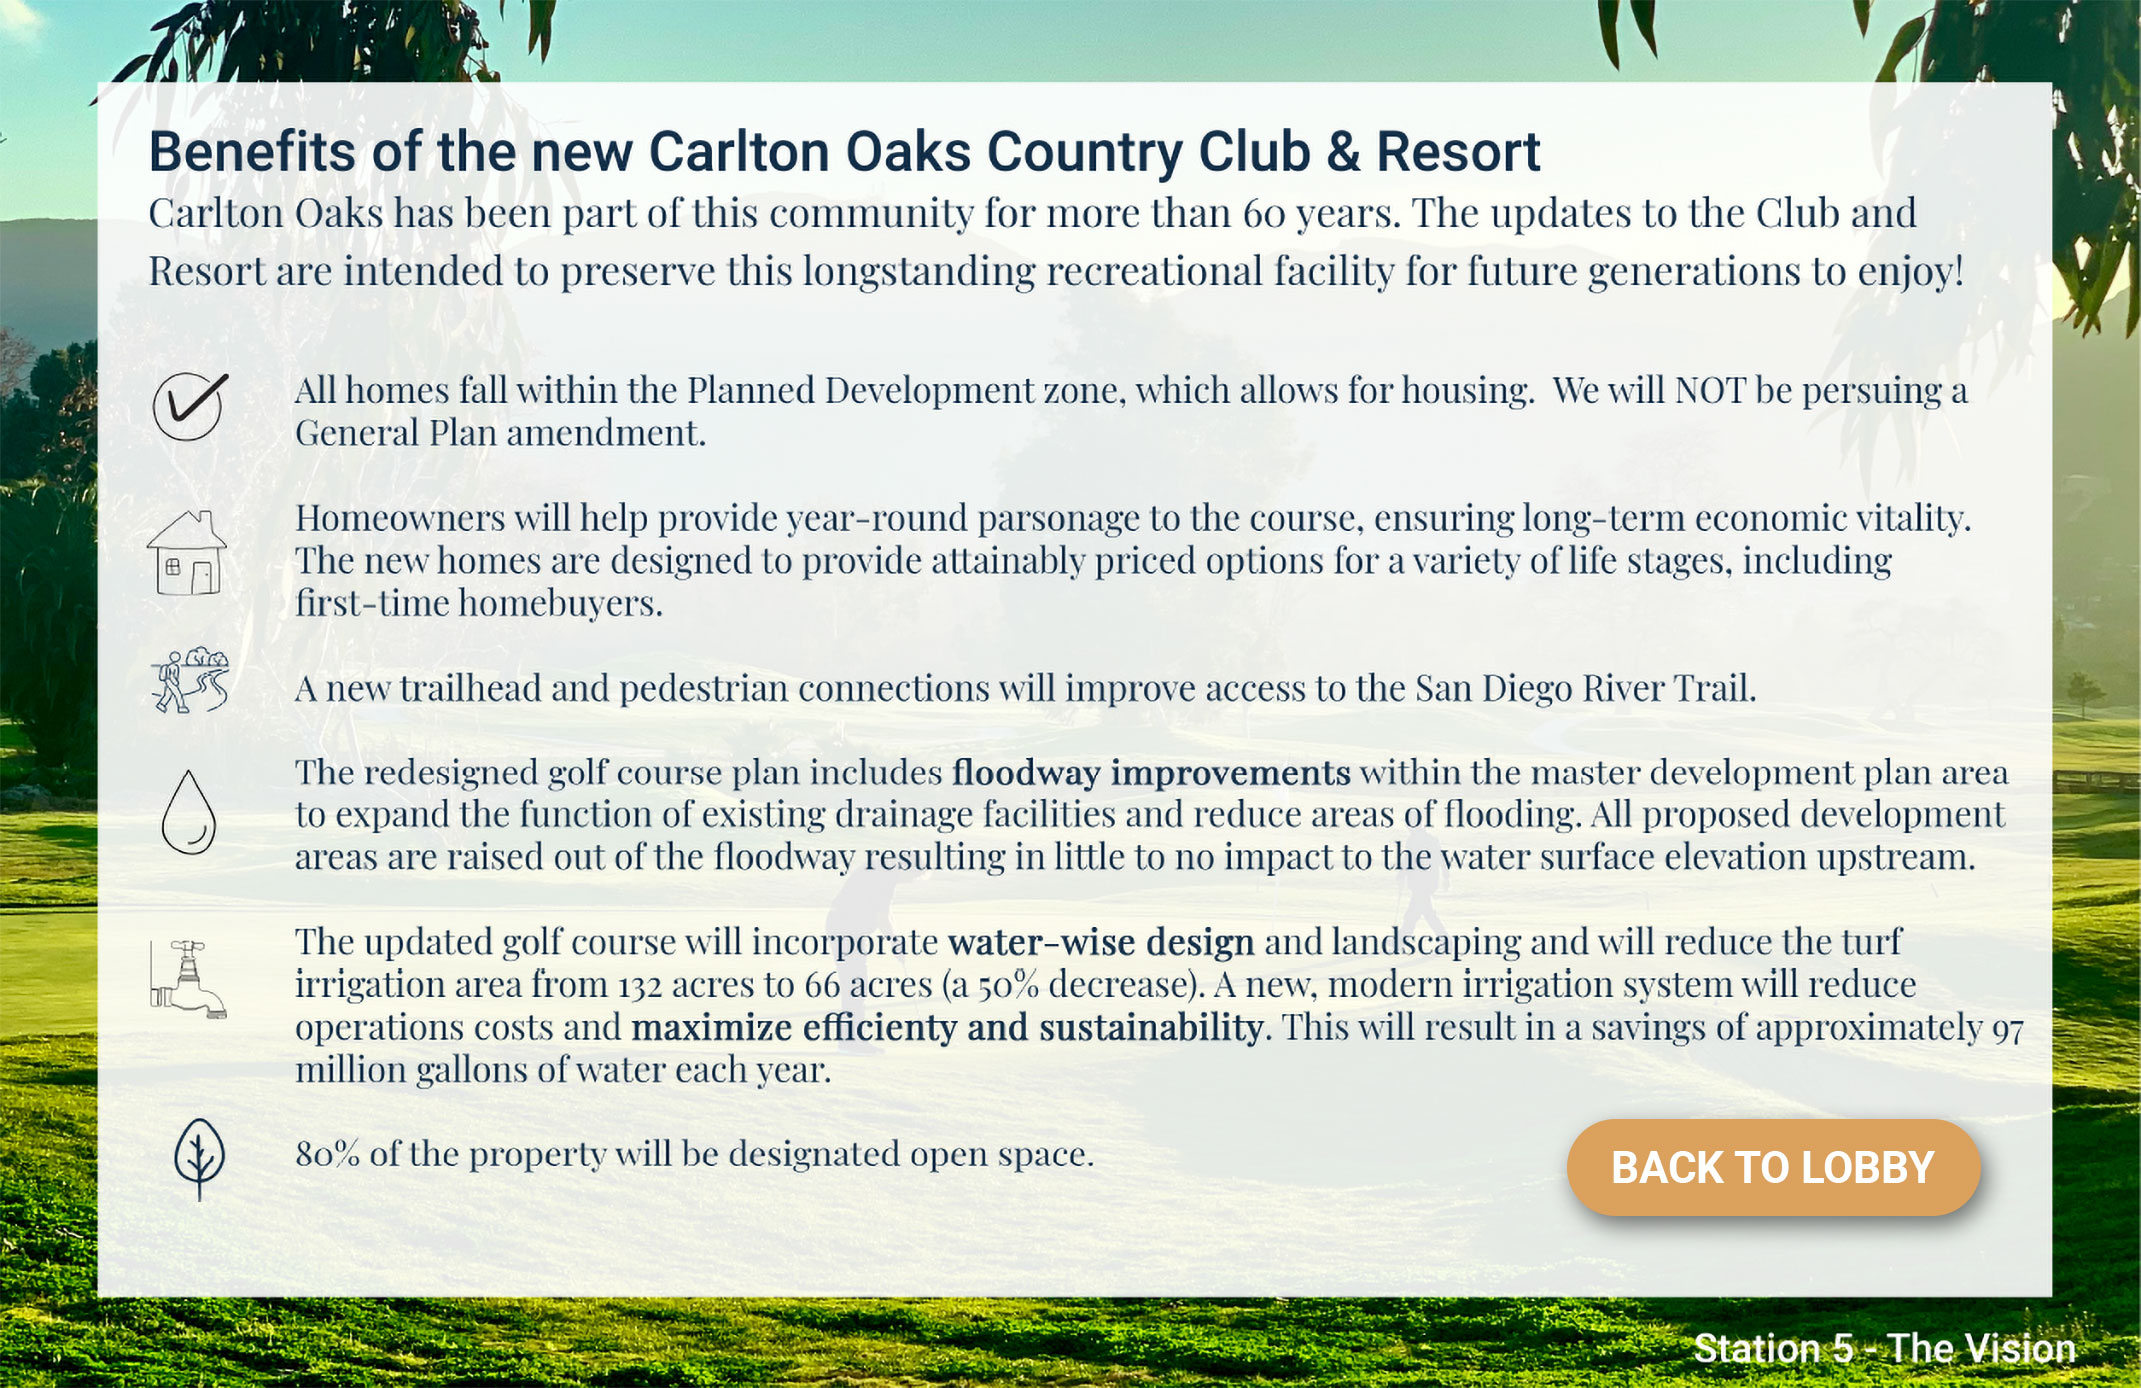 Benefits of the new Carlton Oaks Country Club & Resort
Carlton Oaks has been part of this community for more than 60 years. The updates to the Club and
Resort are intended to preserve this longstanding recreational facility for future generations to enjoy!
All homes fall within the Planned Development zone, which allows for housing. We will NOT be persuing a
General Plan amendment.
Homeowners will help provide year-round parsonage to the course, ensuring long-term economic vitality.
The new homes are designed to provide attainably priced options for a variety of life stages, including
first-time homebuyers.
A new trailhead and pedestrian connections will improve access to the San Diego River Trail.
The redesigned golf course plan includes floodway improvements within the master development plan area
to expand the function of existing drainage facilities and reduce areas of flooding. All proposed development
areas are raised out of the floodway resulting in little to no impact to the water surface elevation upstream.
The updated golf course will incorporate water-wise design and landscaping and will reduce the turf
irrigation area from 132 acres to 66 acres (a 50% decrease). A new, modern irrigation system will reduce
operations costs and maximize efficienty and sustainability. This will result in a savings of approximately 97
million gallons of water each year.
80% of the property will be designated open space.
BACK TO LOBBY
Station 5 - The Vision